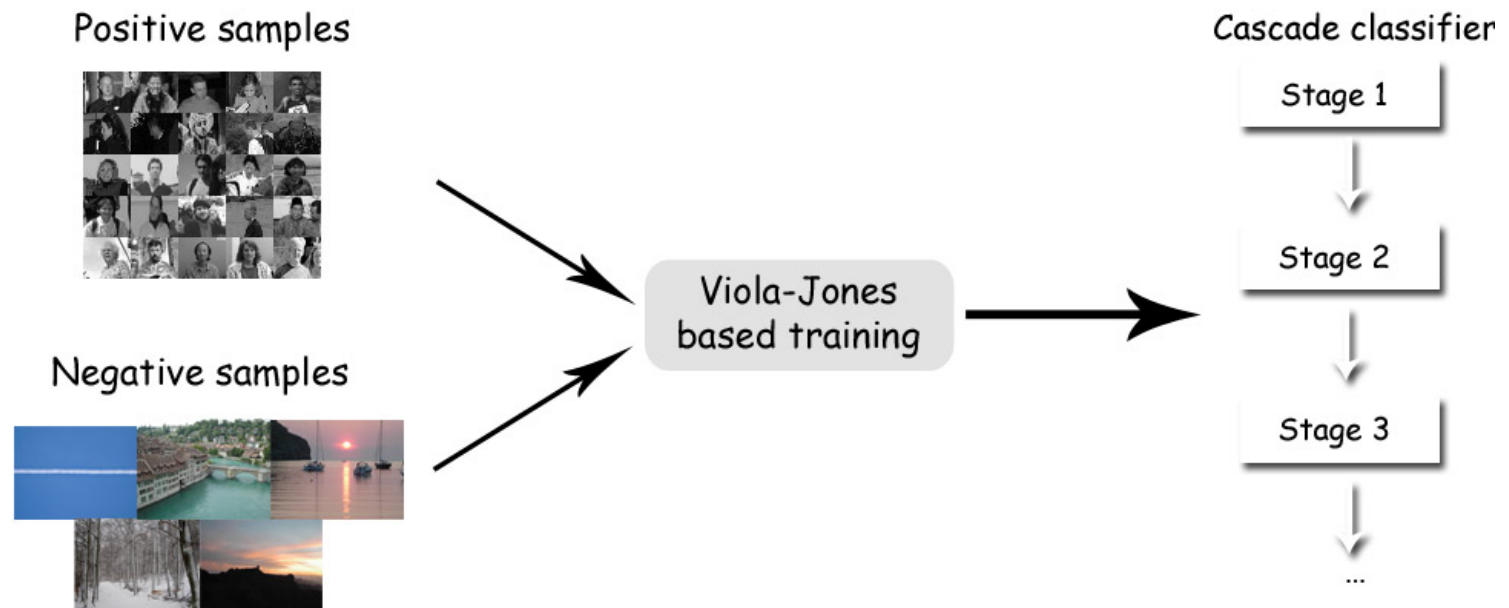 Positive samples
Negative samples
Viola-Jones
based training
Cascade classifier
Stage 1
Stage 2
Stage 3
...